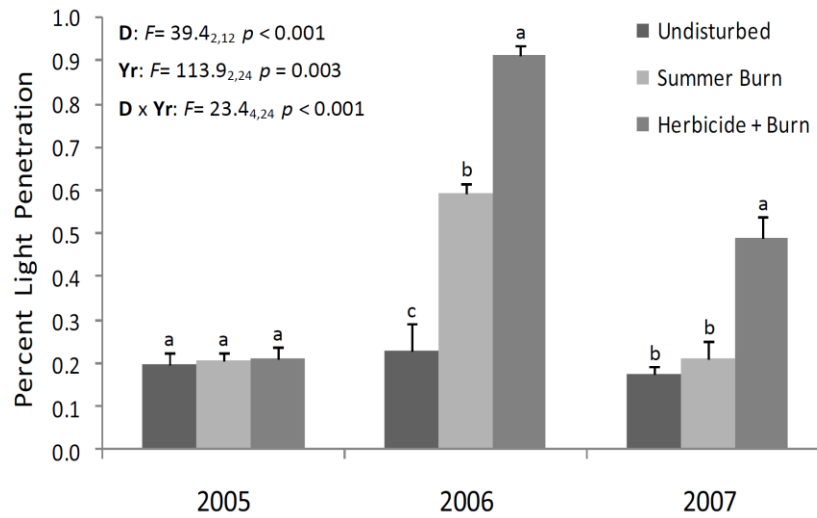 D: F= 39.4₂,₁₂ p < 0.001
Yr: F= 113.9₂,₂₄ p = 0.003
D x Yr: F= 23.4₄,₂₄ p < 0.001
Undisturbed
Summer Burn
Herbicide + Burn
Percent Light Penetration
1.0
0.9
0.8
0.7
0.6
0.5
0.4
0.3
0.2
0.1
0.0
a a a
c b a
b b a
2005 2006 2007